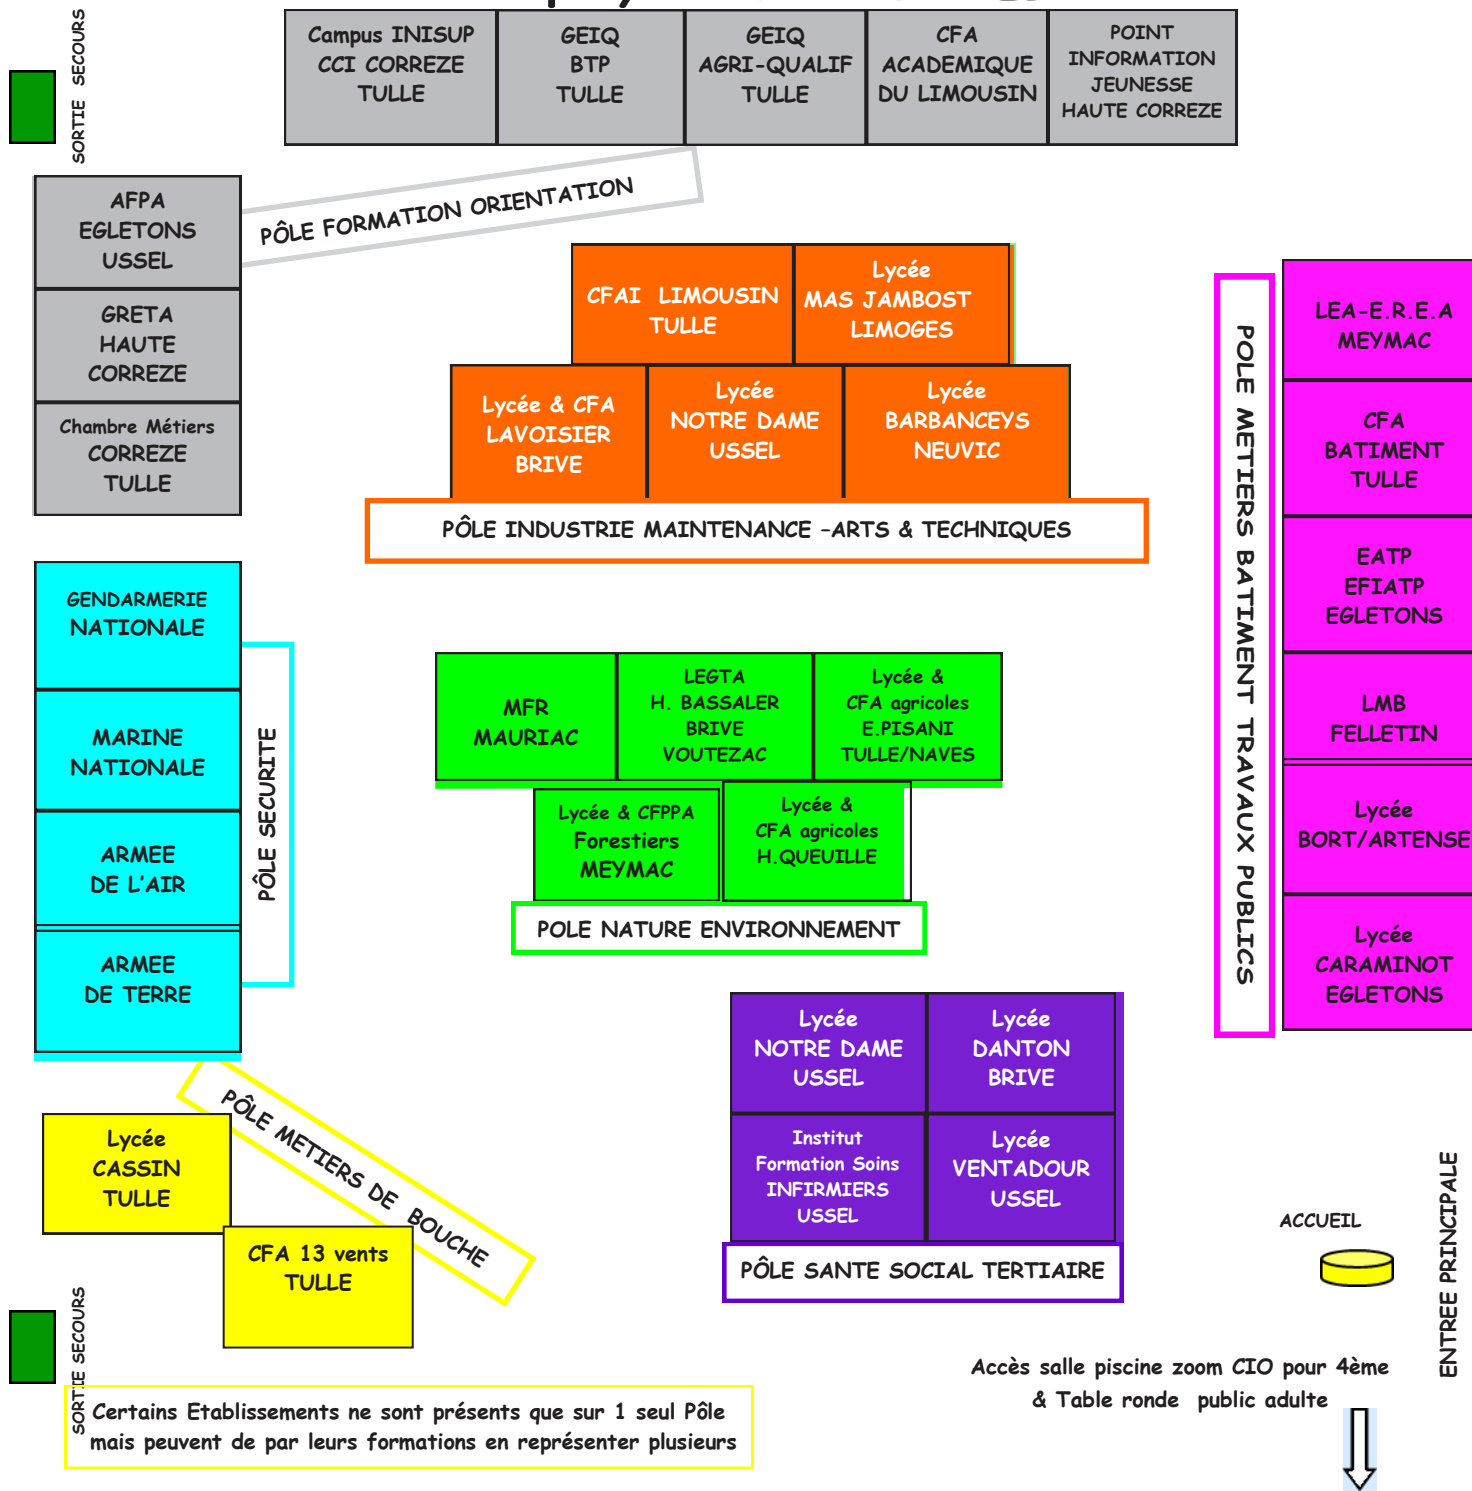 SORTIE SECOURS
Campus INISUP
CCI CORREZE
TULLE
GEIQ
BTP
TULLE
GEIQ
AGRI-QUALIF
TULLE
CFA
ACADEMIQUE
DU LIMOUSIN
POINT
INFORMATION
JEUNESSE
HAUTE CORREZE
AFPA
EGLETONS
USSEL
GRETA
HAUTE
CORREZE
Chambre Métiers
CORREZE
TULLE
PÔLE FORMATION ORIENTATION
CFAI LIMOUSIN
TULLE
Lycée
MAS JAMBOST
LIMOGES
Lycée & CFA
LAVOISIER
BRIVE
Lycée
NOTRE DAME
USSEL
Lycée
BARBANCEYS
NEUVIC
PÔLE INDUSTRIE MAINTENANCE -ARTS & TECHNIQUES
POLE METIERS BATIMENT TRAVAUX PUBLICS
LEA-E.R.E.A
MEYMAC
CFA
BATIMENT
TULLE
EATP
EFIATP
EGLETONS
LMB
FELLETIN
Lycée
BORT/ARTENSE
Lycée
CARAMINOT
EGLETONS
GENDARMERIE
NATIONALE
MARINE
NATIONALE
ARMEE
DE L'AIR
ARMEE
DE TERRE
PÔLE SECURITE
MFR
MAURIAC
LEGTA
H. BASSALER
BRIVE
VOUTEZAC
Lycée &
CFA agricoles
E.PISANI
TULLE/NAVES
Lycée & CFPPA
Forestiers
MEYMAC
Lycée &
CFA agricoles
H.QUEUILLE
POLE NATURE ENVIRONNEMENT
Lycée
NOTRE DAME
USSEL
Lycée
DANTON
BRIVE
Institut
Formation Soins
INFIRMIERS
USSEL
Lycée
VENTADOUR
USSEL
PÔLE SANTE SOCIAL TERTIAIRE
PÔLE METIERS DE BOUCHE
Lycée
CASSIN
TULLE
CFA 13 vents
TULLE
ACCUEIL
ENTREE PRINCIPALE
SORTIE SECOURS
Accès salle piscine zoom CIO pour 4ème
& Table ronde public adulte
Certains Etablissements ne sont présents que sur 1 seul Pôle
mais peuvent de par leurs formations en représenter plusieurs